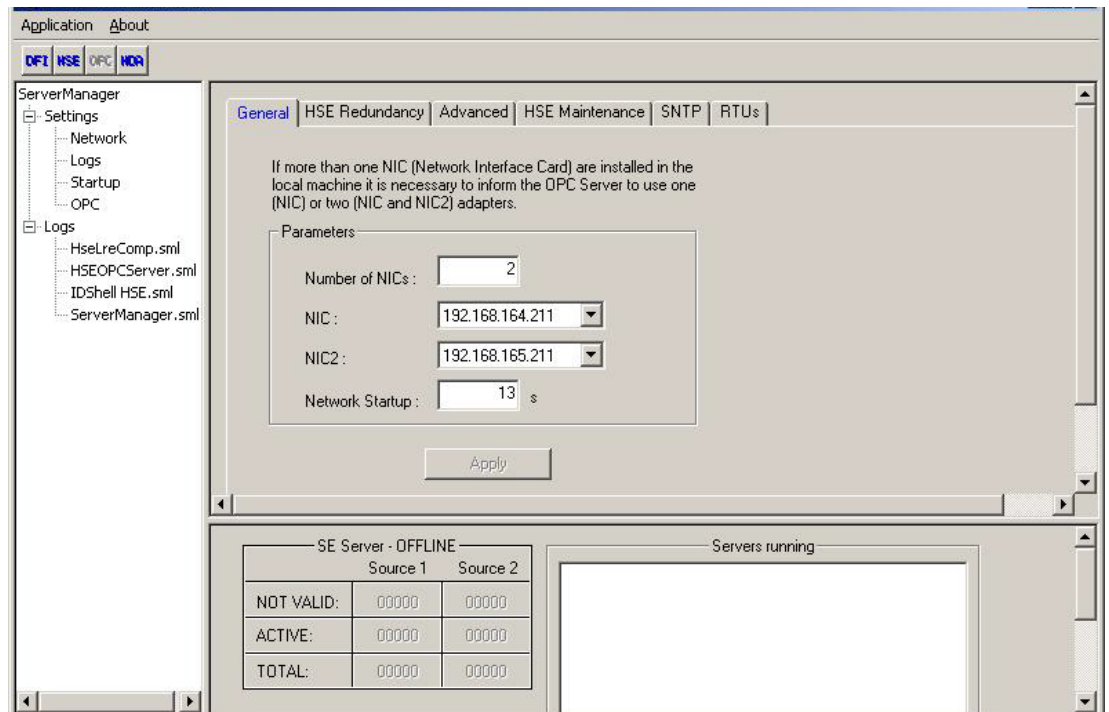 Application About
DFI HSE OPC NDA
ServerManager
Settings
Network
Logs
Startup
OPC
Logs
HseLreComp.sml
HSEOPCServer.sml
IDShell HSE.sml
ServerManager.sml
General HSE Redundancy Advanced HSE Maintenance SNTP RTUs
If more than one NIC (Network Interface Card) are installed in the
local machine it is necessary to inform the OPC Server to use one
(NIC) or two (NIC and NIC2) adapters.
Parameters
Number of NICs : 2
NIC : 192.168.164.211
NIC2 : 192.168.165.211
Network Startup : 13 s
Apply
SE Server - OFFLINE
Source 1 Source 2
NOT VALID: 00000 00000
ACTIVE: 00000 00000
TOTAL: 00000 00000
Servers running